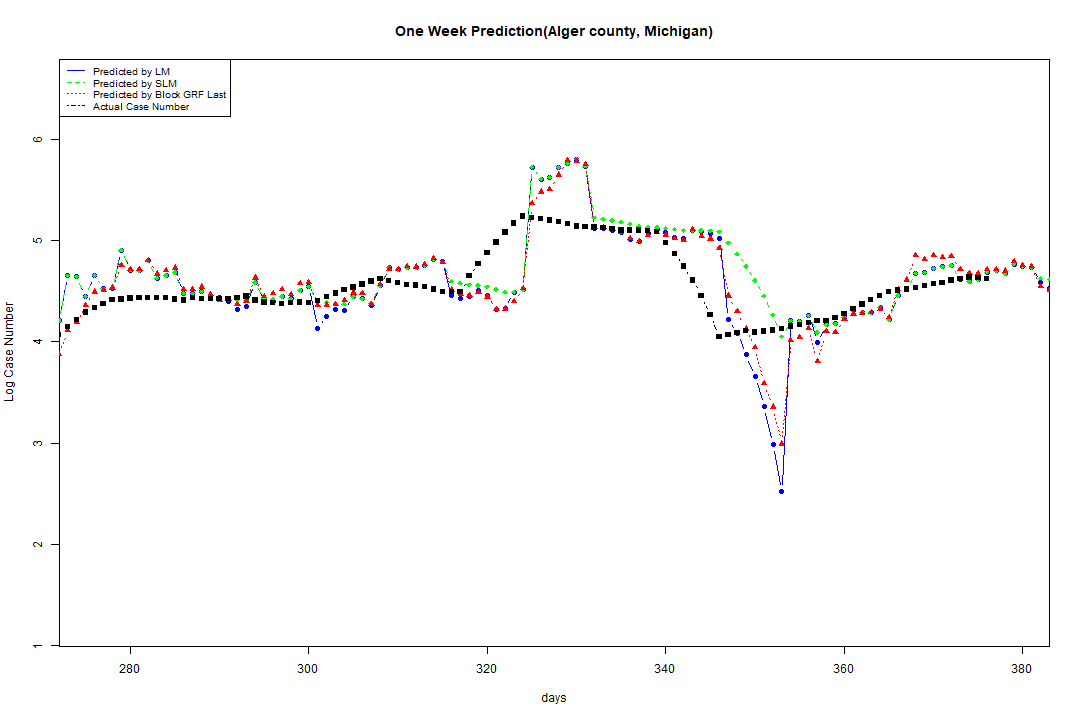 One Week Prediction(Alger county, Michigan)
Predicted by LM
Predicted by SLM
Predicted by Block GRF Last
Actual Case Number
6
5
4
3
2
1
Log Case Number
280
300
320
340
360
380
days